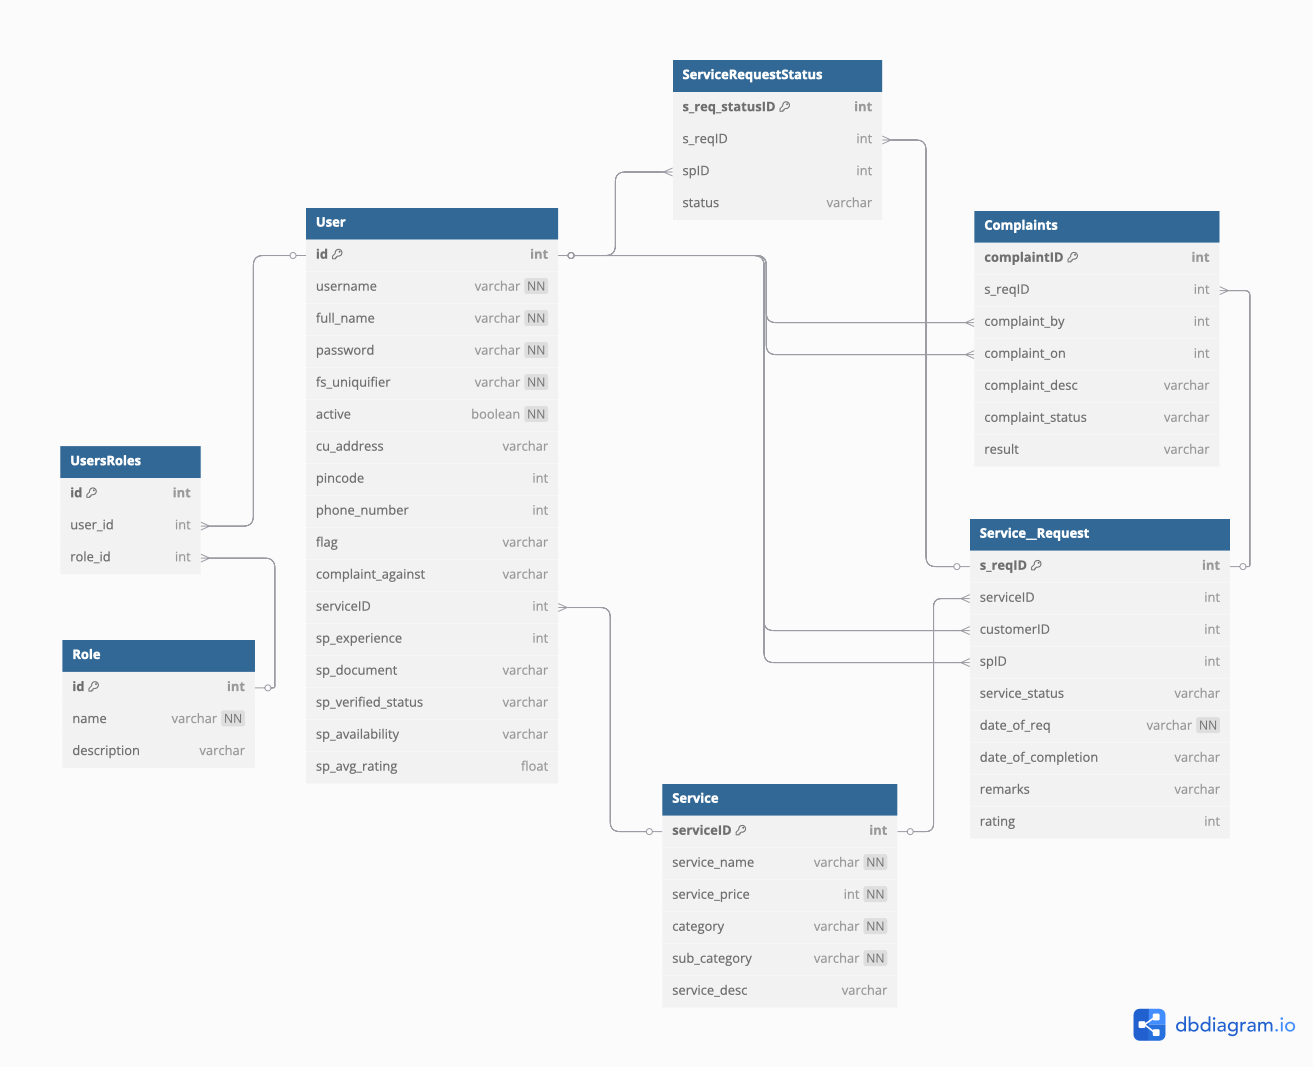 ServiceRequestStatus
s_req_statusID int
s_reqID int
spID int
status varchar
User
id int
username varchar NN
full_name varchar NN
password varchar NN
fs_uniquifier varchar NN
active boolean NN
cu_address varchar
pincode int
phone_number int
flag varchar
complaint_against varchar
serviceID int
sp_experience int
sp_document varchar
sp_verified_status varchar
sp_availability varchar
sp_avg_rating float
Complaints
complaintID int
s_reqID int
complaint_by int
complaint_on int
complaint_desc varchar
complaint_status varchar
result varchar
UsersRoles
id int
user_id int
role_id int
Role
id int
name varchar NN
description varchar
Service__Request
s_reqID int
serviceID int
customerID int
spID int
service_status varchar
date_of_req varchar NN
date_of_completion varchar
remarks varchar
rating int
Service
serviceID int
service_name varchar NN
service_price int NN
category varchar NN
sub_category varchar NN
service_desc varchar
dbdiagram.io